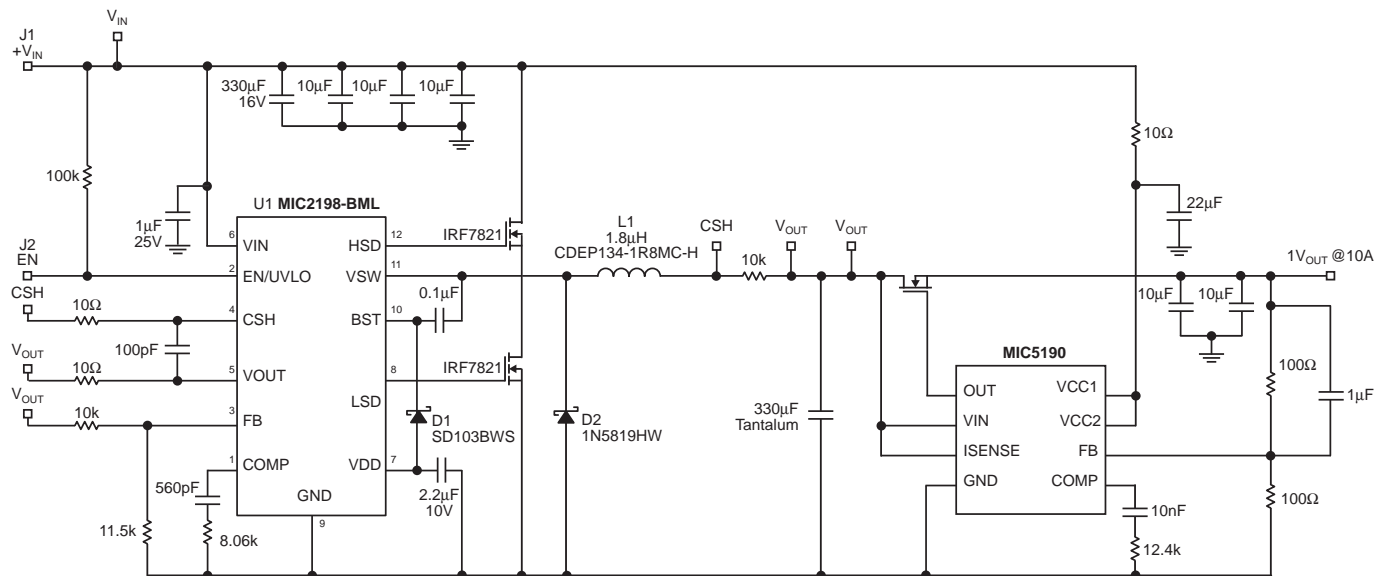 J1
+VIN
VIN
330µF
16V
10µF
10µF
10µF
10Ω
100k
1µF
25V
22µF
U1 MIC2198-BML
6
VIN
HSD
12
IRF7821
J2
EN
2
EN/UVLO
VSW
11
L1
1.8µH
CDEP134-1R8MC-H
CSH
10k
VOUT
VOUT
1VOUT @10A
CSH
10Ω
4
CSH
BST
10
0.1µF
100pF
10µF
10µF
VOUT
10Ω
5
VOUT
8
IRF7821
LSD
MIC5190
OUT
VCC1
VIN
VCC2
ISENSE
FB
GND
COMP
100Ω
1µF
VOUT
10k
3
FB
D1
SD103BWS
D2
1N5819HW
330µF
Tantalum
1
COMP
VDD
7
GND
9
2.2µF
10V
560pF
11.5k
8.06k
100Ω
10nF
12.4k